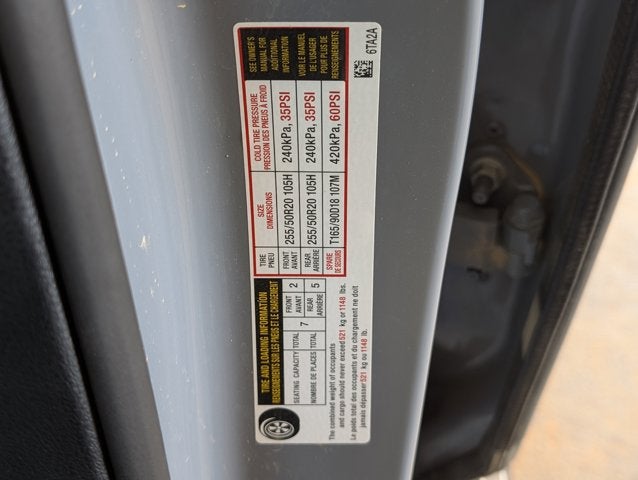 TIRE AND LOADING INFORMATION
RENSEIGNEMENTS SUR LES PNEUS ET LE CHARGEMENT
SEATING CAPACITY TOTAL 7 FRONT AVANT 2 REAR ARRIÈRE 5
NOMBRE DE PLACES TOTAL
The combined weight of occupants
and cargo should never exceed 521 kg or 1148 lbs.
Le poids total des occupants et du chargement ne doit
jamais dépasser 521 kg ou 1148 lb.
TIRE PNEU
SIZE DIMENSIONS
COLD TIRE PRESSURE
PRESSION DES PNEUS À FROID
FRONT AVANT 255/50R20 105H 240kPa, 35PSI
REAR ARRIÈRE 255/50R20 105H 240kPa, 35PSI
SPARE DE SECOURS T165/90D18 107M 420kPa, 60PSI
SEE OWNER'S
MANUAL FOR
ADDITIONAL
INFORMATION
VOIR LE MANUEL
DE L'USAGER
POUR PLUS DE
RENSEIGNEMENTS
6TA2A